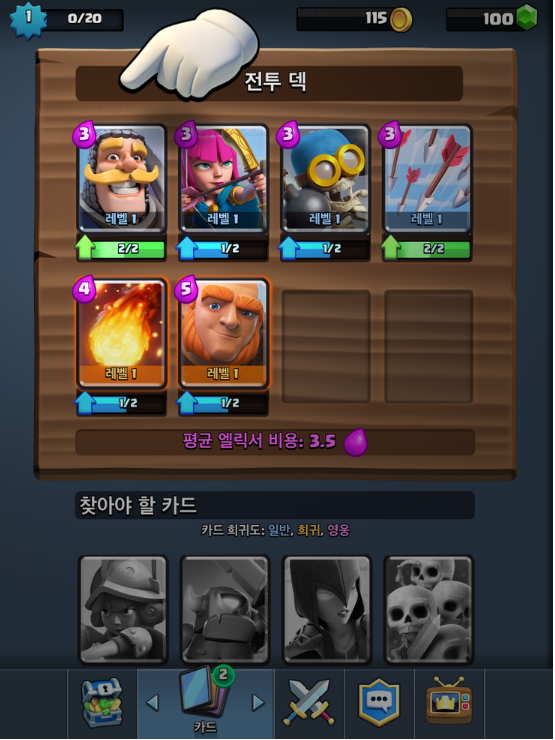 1 0/20 115 100
전투 덱
3 3 3 3
레벨 1 레벨 1 레벨 1 레벨 1
2/2 1/2 1/2 2/2
4 5
레벨 1 레벨 1
1/2 1/2
평균 엘릭서 비용: 3.5
찾아야 할 카드
카드 희귀도: 일반, 희귀, 영웅
2
카드